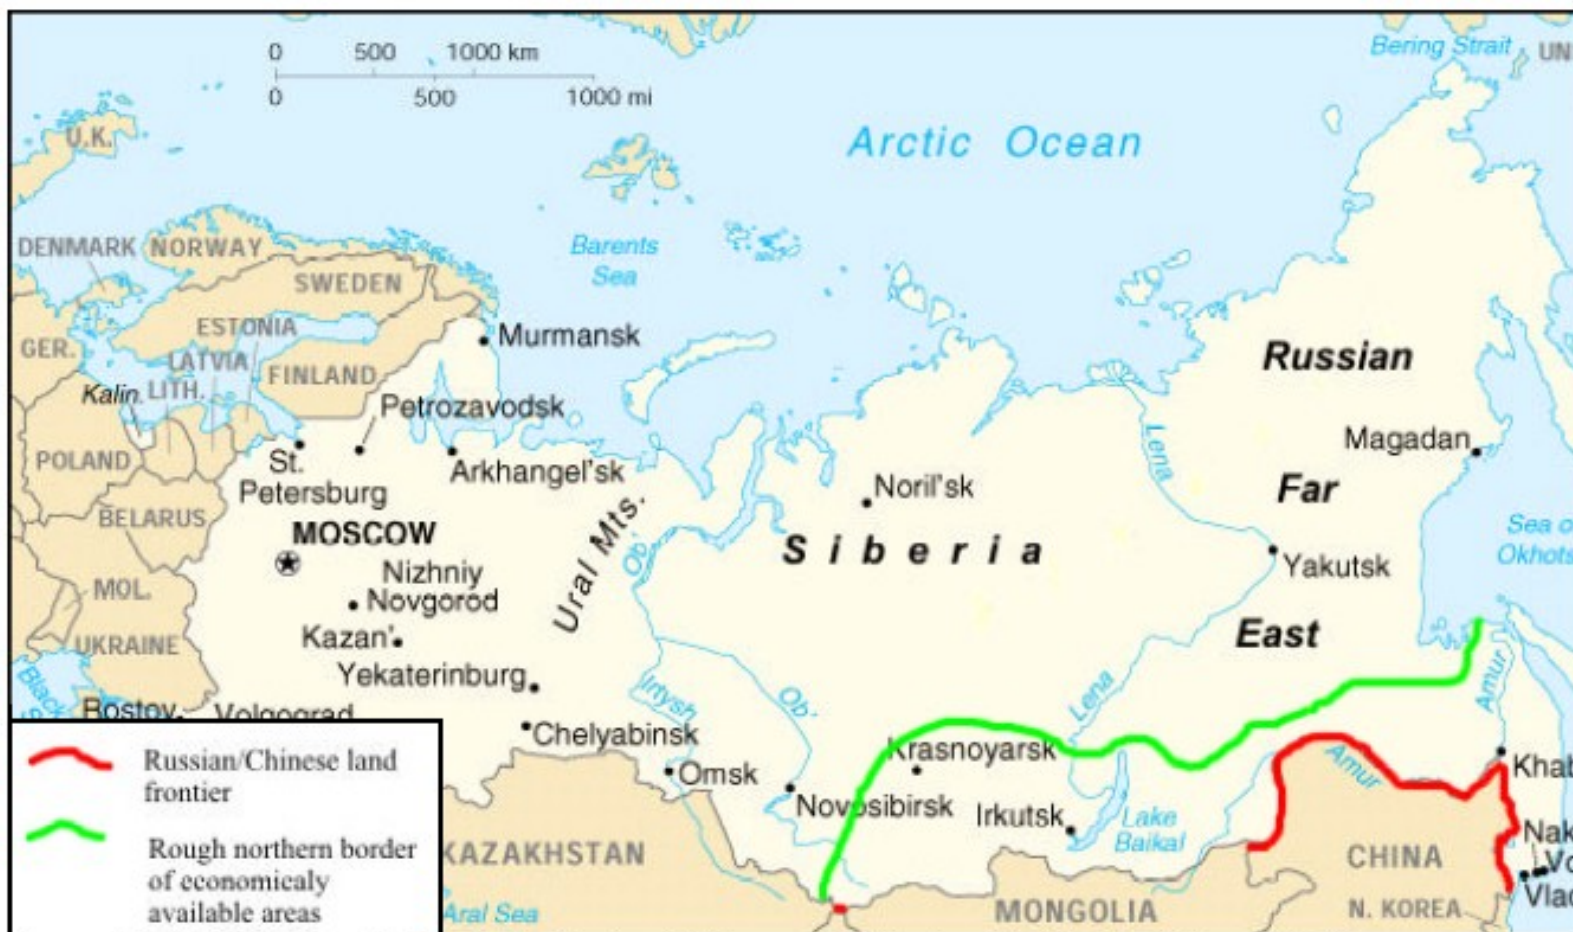 0 500 1000 km
0 500 1000 mi
Bering Strait
Arctic Ocean
U.K.
Barents
Sea
DENMARK
NORWAY
SWEDEN
ESTONIA
LATVIA
LITH.
Kalin.
GER.
FINLAND
Murmansk
Petrozavodsk
POLAND
St.
Petersburg
Arkhangel'sk
BELARUS
MOSCOW
Nizhniy
Novgorod
MOL.
UKRAINE
Kazan'
Ural Mts.
Yekaterinburg
Chelyabinsk
Omsk
Novosibirsk
Noril'sk
Siberia
Ob'
Irtysh
Ob'
Krasnoyarsk
Irkutsk
Lake
Baikal
Lena
Lena
Yakutsk
Russian
Far
East
Magadan
Sea o
Okhots
Amur
Amur
Khab
Nak
Vo
Vlad
CHINA
N. KOREA
MONGOLIA
KAZAKHSTAN
Aral Sea
Black
Rostov
Volgograd
Russian/Chinese land
frontier
Rough northern border
of economicaly
available areas